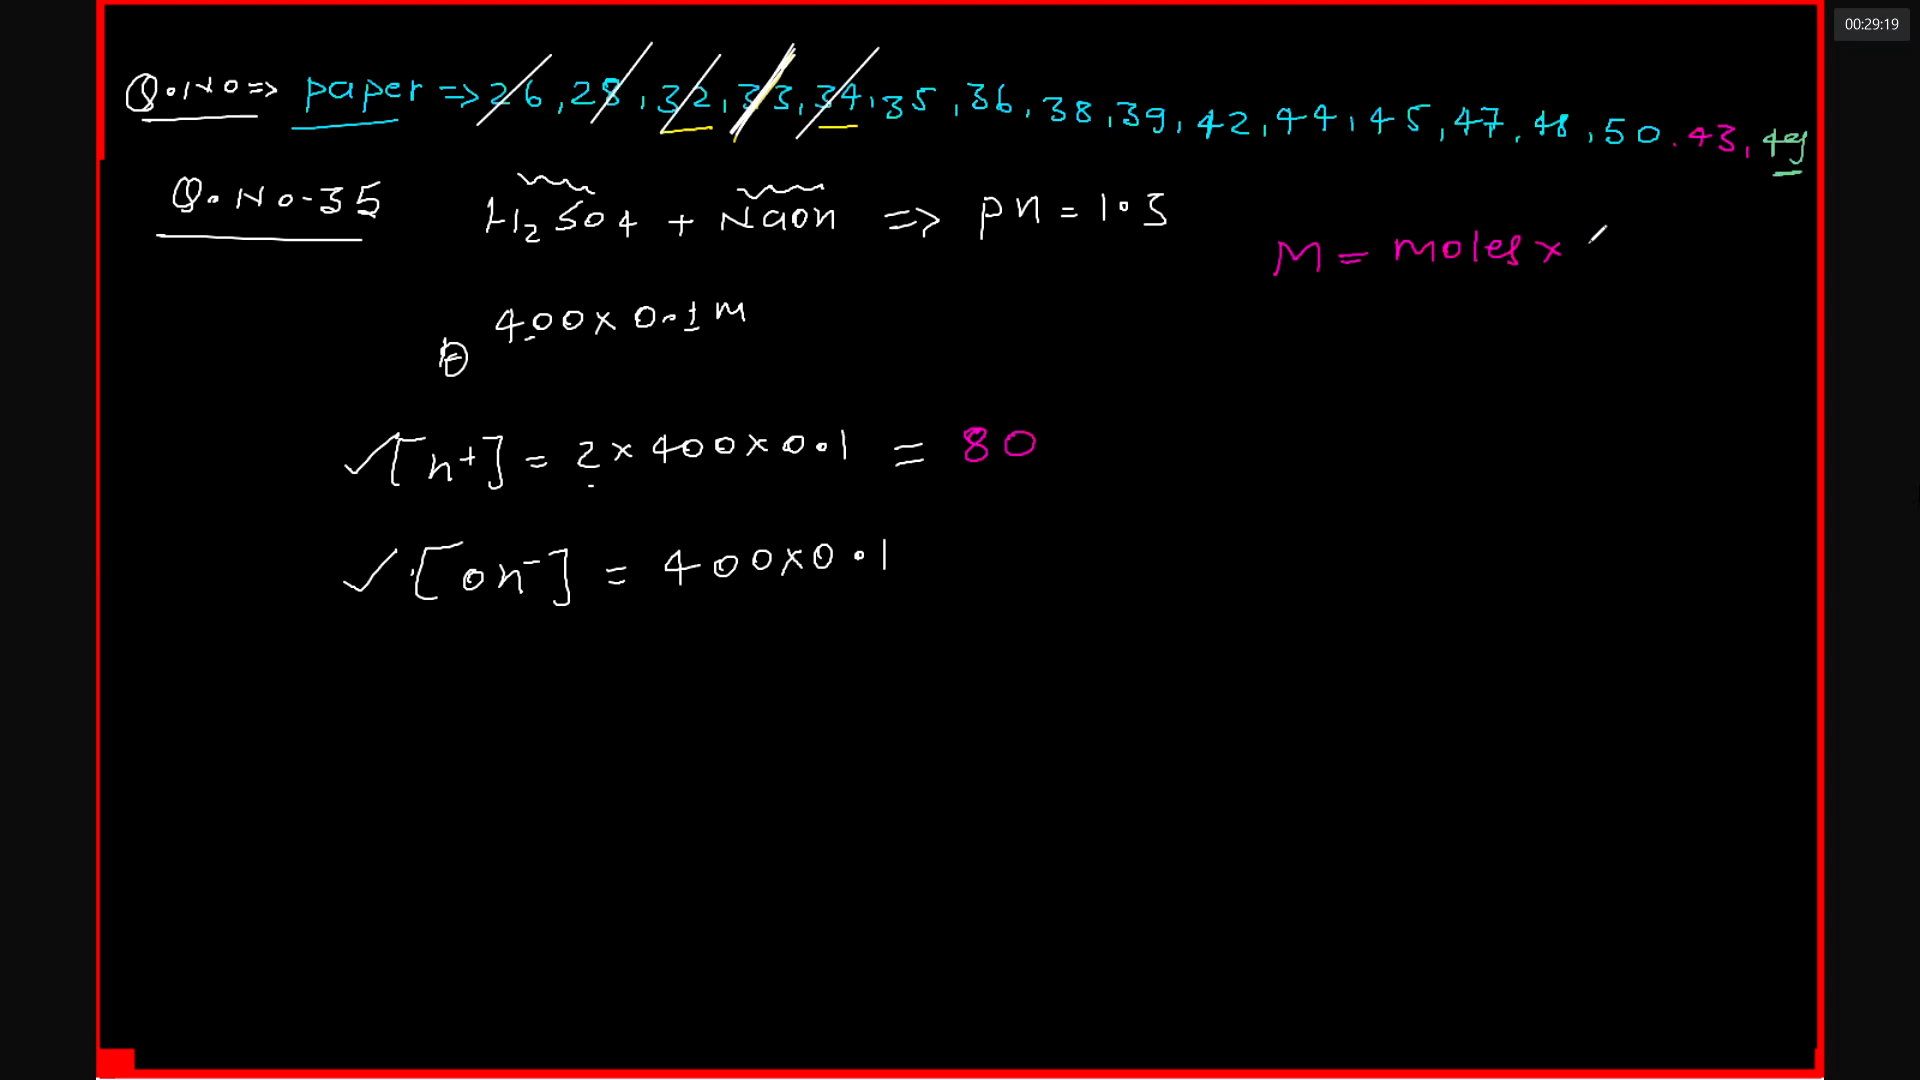 00:29:19
Q.No => paper => 26, 28, 32, 33, 34, 35, 36, 38, 39, 42, 44, 45, 47, 48, 50. 43, 49
Q.No-35 H2SO4 + NaOH => pH = 1.3
M = moles x
400 x 0.1 M
[H+] = 2 x 400 x 0.1 = 80
[OH-] = 400 x 0.1